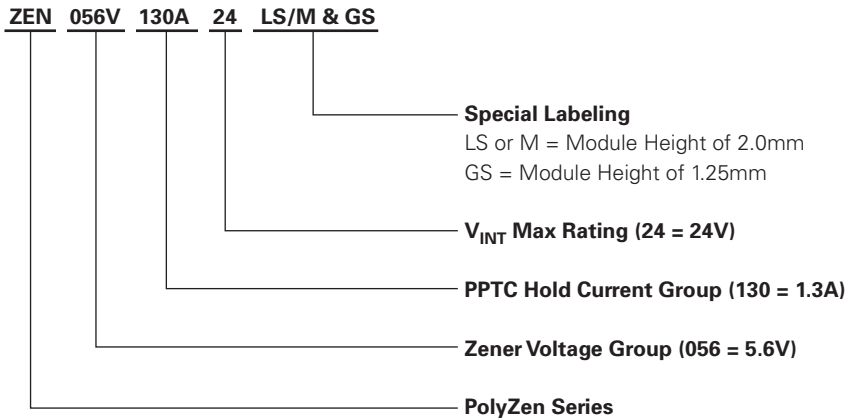 ZEN 056V 130A 24 LS/M & GS
Special Labeling
LS or M = Module Height of 2.0mm
GS = Module Height of 1.25mm
VINT Max Rating (24 = 24V)
PPTC Hold Current Group (130 = 1.3A)
Zener Voltage Group (056 = 5.6V)
PolyZen Series